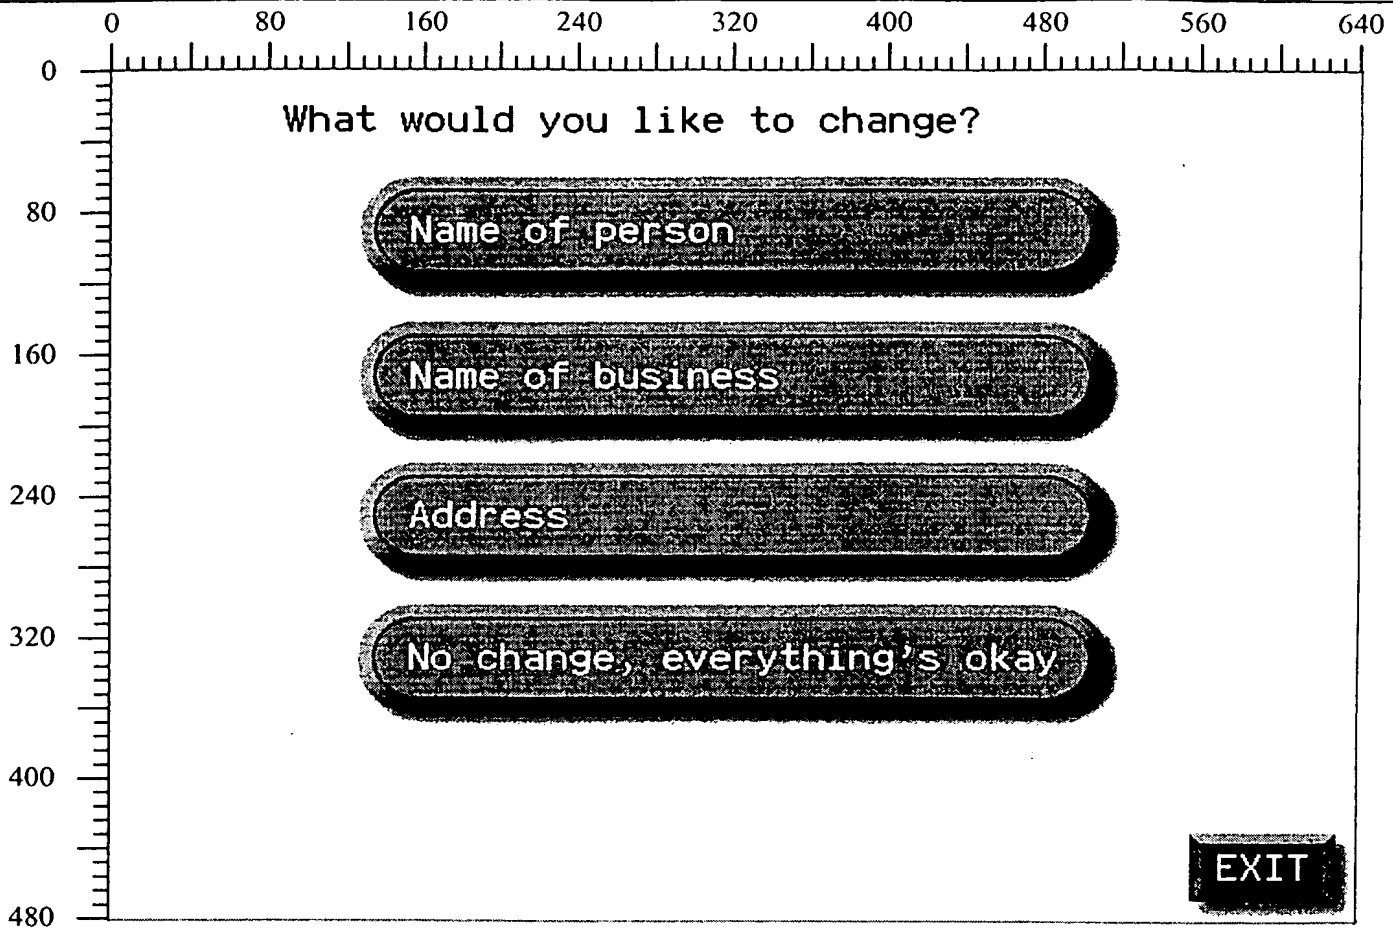 0 80 160 240 320 400 480 560 640
0
What would you like to change?
80
Name of person
160
Name of business
240
Address
320
No change, everything's okay
400
EXIT
480